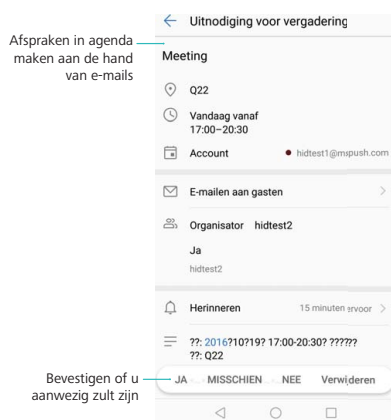 Uitnodiging voor vergadering
Afspraken in agenda
maken aan de hand
van e-mails
Meeting
Q22
Vandaag vanaf
17:00–20:30
Account hidtest1@mspush.com
E-mailen aan gasten
Organisator hidtest2
Ja
hidtest2
Herinneren 15 minuten ervoor
??: 2016?10?19? 17:00-20:30? ?????
??: Q22
Bevestigen of u
aanwezig zult zijn
JA MISSCHIEN NEE Verwijderen